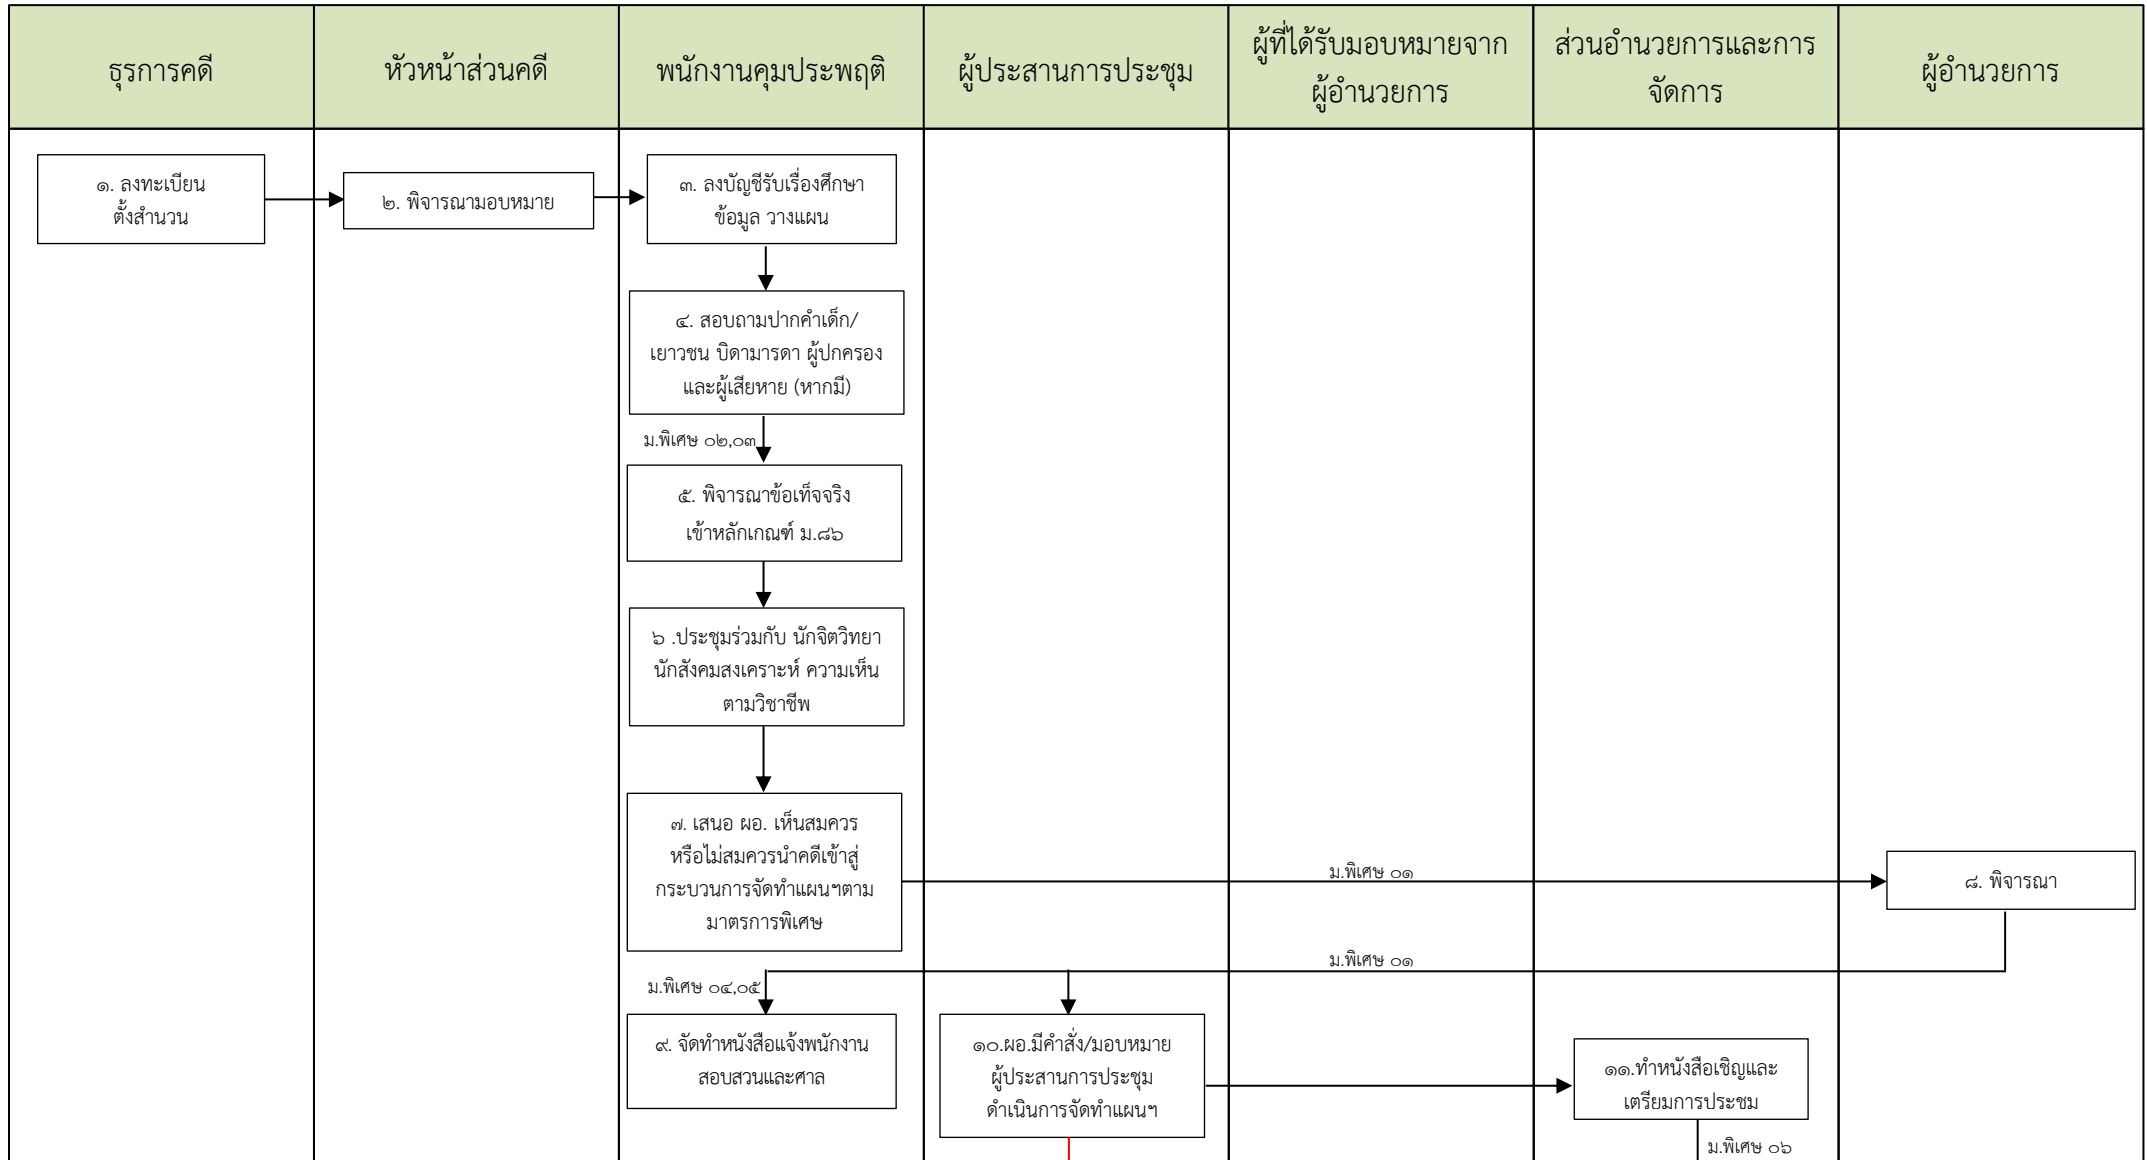 ธุรการคดี
หัวหน้าส่วนคดี
พนักงานคุมประพฤติ
ผู้ประสานการประชุม
ผู้ที่ได้รับมอบหมายจาก
ผู้อำนวยการ
ส่วนอำนวยการและการ
จัดการ
ผู้อำนวยการ
๑. ลงทะเบียน
ตั้งสำนวน
๒. พิจารณามอบหมาย
๓. ลงบัญชีรับเรื่องศึกษา
ข้อมูล วางแผน
๔. สอบถามปากคำเด็ก/
เยาวชน บิดามารดา ผู้ปกครอง
และผู้เสียหาย (หากมี)
ม.พิเศษ ๐๒,๐๓
๕. พิจารณาข้อเท็จจริง
เข้าหลักเกณฑ์ ม.๘๖
๖ .ประชุมร่วมกับ นักจิตวิทยา
นักสังคมสงเคราะห์ ความเห็น
ตามวิชาชีพ
๗. เสนอ ผอ. เห็นสมควร
หรือไม่สมควรนำคดีเข้าสู่
กระบวนการจัดทำแผนฯตาม
มาตรการพิเศษ
ม.พิเศษ ๐๑
๘. พิจารณา
ม.พิเศษ ๐๑
ม.พิเศษ ๐๔,๐๕
๙. จัดทำหนังสือแจ้งพนักงาน
สอบสวนและศาล
๑๐.ผอ.มีคำสั่ง/มอบหมาย
ผู้ประสานการประชุม
ดำเนินการจัดทำแผนฯ
๑๑.ทำหนังสือเชิญและ
เตรียมการประชม
ม.พิเศษ ๐๖